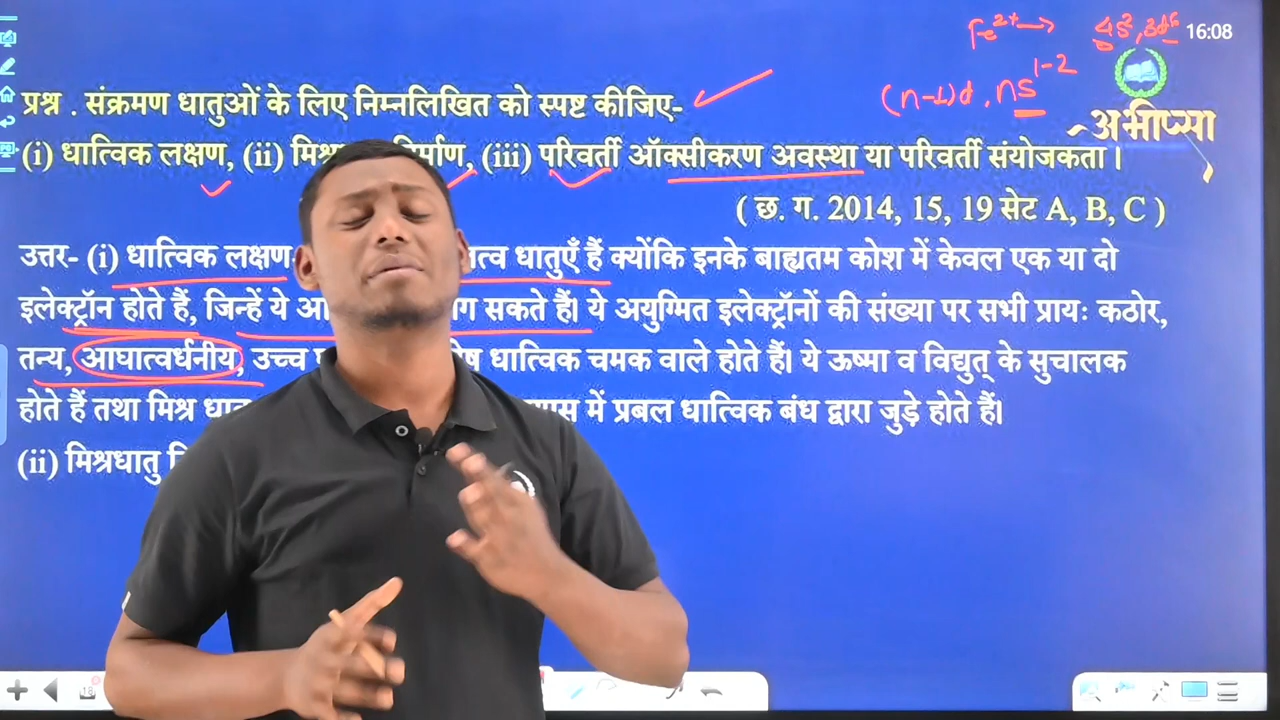 Fe²⁺ → 4s², 3d⁶ 16:08
(n-1)d, ns¹⁻²
अभीप्सा
प्रश्न . संक्रमण धातुओं के लिए निम्नलिखित को स्पष्ट कीजिए-
(i) धात्विक लक्षण, (ii) (iii) परिवर्ती ऑक्सीकरण अवस्था या परिवर्ती संयोजकता।
( छ. ग. 2014, 15, 19 सेट A, B, C )
उत्तर- (i) धात्विक लक्षण- धातुएँ हैं क्योंकि इनके बाह्यतम कोश में केवल एक या दो
इलेक्ट्रॉन होते हैं, जिन्हें ये सकते हैं। ये अयुग्मित इलेक्ट्रॉनों की संख्या पर सभी प्रायः कठोर,
तन्य, आघात्वर्धनीय, उच्च धात्विक चमक वाले होते हैं। ये ऊष्मा व विद्युत् के सुचालक
होते हैं तथा मिश्र में प्रबल धात्विक बंध द्वारा जुड़े होते हैं।
(ii) मिश्रधातु